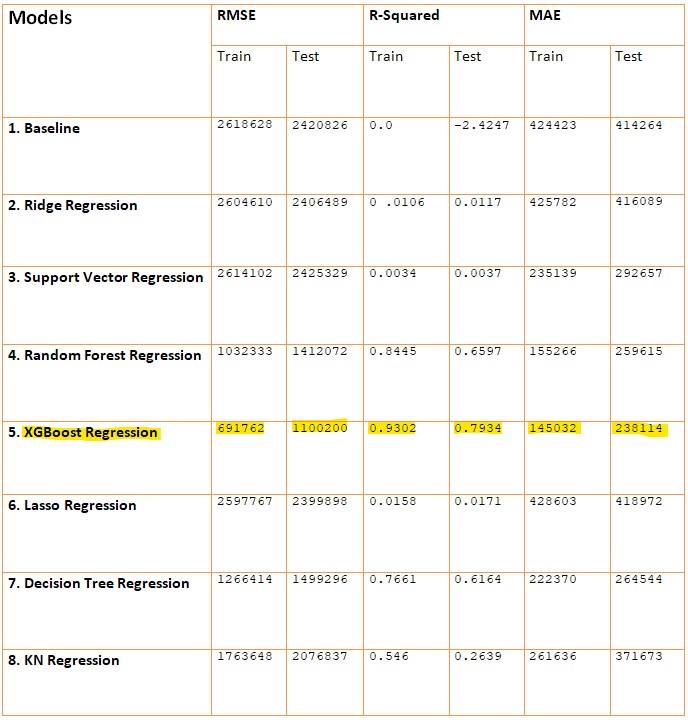 Models RMSE R-Squared MAE
Train Test Train Test Train Test
1. Baseline 2618628 2420826 0.0 -2.4247 424423 414264
2. Ridge Regression 2604610 2406489 0 .0106 0.0117 425782 416089
3. Support Vector Regression 2614102 2425329 0.0034 0.0037 235139 292657
4. Random Forest Regression 1032333 1412072 0.8445 0.6597 155266 259615
5. XGBoost Regression 691762 1100200 0.9302 0.7934 145032 238114
6. Lasso Regression 2597767 2399898 0.0158 0.0171 428603 418972
7. Decision Tree Regression 1266414 1499296 0.7661 0.6164 222370 264544
8. KN Regression 1763648 2076837 0.546 0.2639 261636 371673